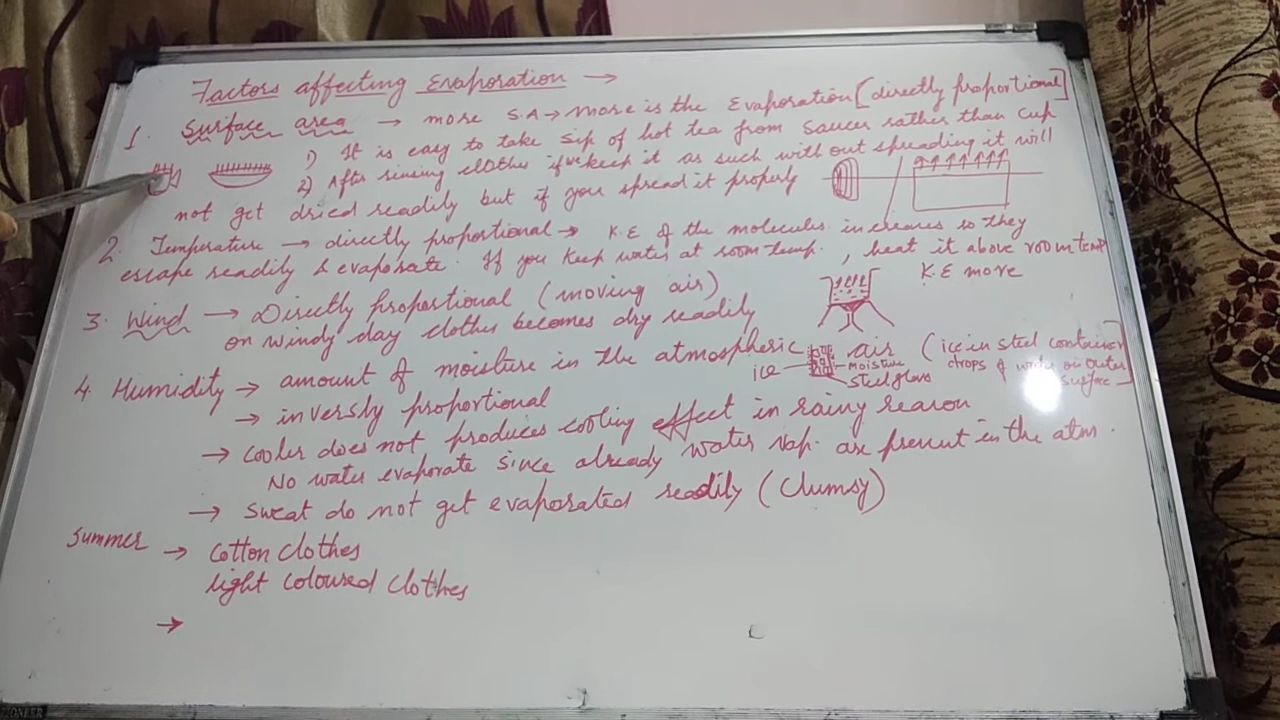 Factors affecting Evaporation →
1. Surface area → more S.A → more is the Evaporation [directly proportional]
1) It is easy to take sip of hot tea from saucer rather than cup
2) After rinsing clothes if we keep it as such with out spreading it will
not get dried readily but if you spread it properly
2. Temperature → directly proportional → K.E of the molecules increases so they
escape readily & evaporate. If you keep water at room temp. , heat it above room temp
K.E more
3. Wind → Directly proportional (moving air)
on windy day clothes becomes dry readily
4. Humidity → amount of moisture in the atmospheric air (ice in steel container
ice moisture drops of water on outer
steel glass surface
→ inversly proportional
→ cooler does not produces cooling effect in rainy season
No water evaporate since already water vap. are present in the atm.
→ Sweat do not get evaporated readily (Clumsy)
Summer → Cotton clothes
light coloured clothes
→
PIONEER